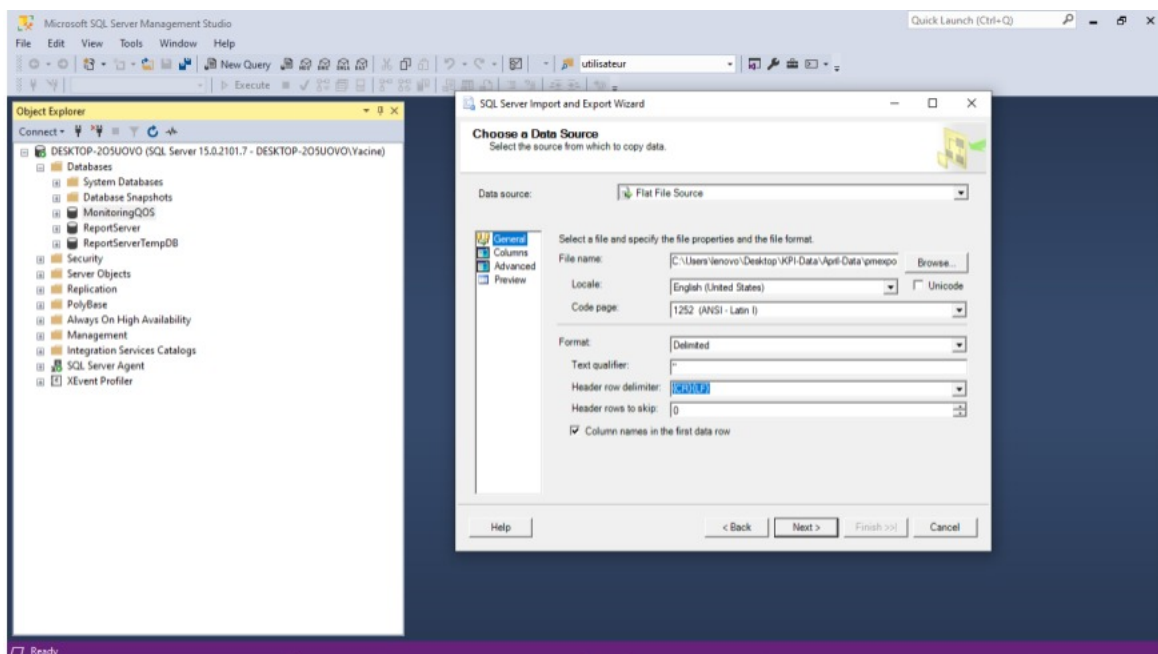 Microsoft SQL Server Management Studio
Quick Launch (Ctrl+Q)
File Edit View Tools Window Help
New Query
utilisateur
Execute
Object Explorer
Connect
DESKTOP-2O5UOVO (SQL Server 15.0.2101.7 - DESKTOP-2O5UOVO\Yacine)
Databases
System Databases
Database Snapshots
MonitoringQOS
ReportServer
ReportServerTempDB
Security
Server Objects
Replication
PolyBase
Always On High Availability
Management
Integration Services Catalogs
SQL Server Agent
XEvent Profiler
SQL Server Import and Export Wizard
Choose a Data Source
Select the source from which to copy data.
Data source: Flat File Source
General
Columns
Advanced
Preview
Select a file and specify the file properties and the file format.
File name: C:\Users\lenovo\Desktop\KPI-Data\April-Data\pmexpo Browse...
Locale: English (United States) Unicode
Code page: 1252 (ANSI - Latin I)
Format: Delimited
Text qualifier: "
Header row delimiter: {CR}{LF}
Header rows to skip: 0
Column names in the first data row
Help < Back Next > Finish >>| Cancel
Ready